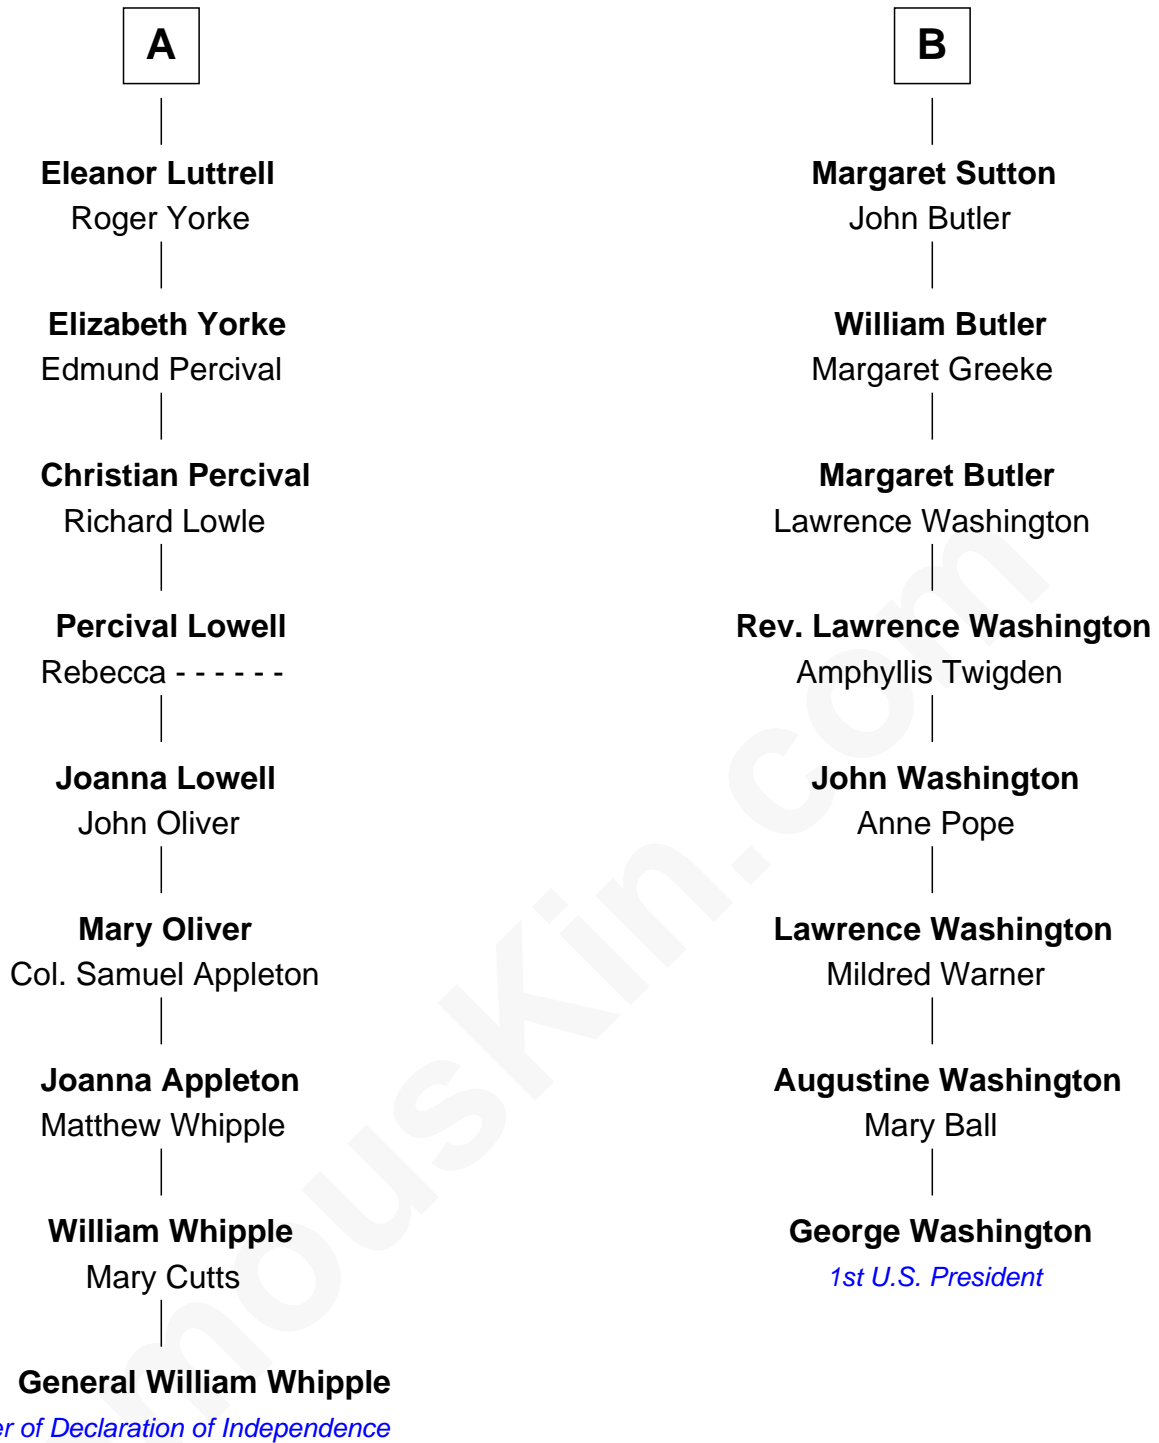 A
Eleanor Luttrell
Roger Yorke
Elizabeth Yorke
Edmund Percival
Christian Percival
Richard Lowle
Percival Lowell
Rebecca - - - - - -
Joanna Lowell
John Oliver
Mary Oliver
Col. Samuel Appleton
Joanna Appleton
Matthew Whipple
William Whipple
Mary Cutts
General William Whipple
er of Declaration of Independence
B
Margaret Sutton
John Butler
William Butler
Margaret Greeke
Margaret Butler
Lawrence Washington
Rev. Lawrence Washington
Amphyllis Twigden
John Washington
Anne Pope
Lawrence Washington
Mildred Warner
Augustine Washington
Mary Ball
George Washington
1st U.S. President
mousKin.com